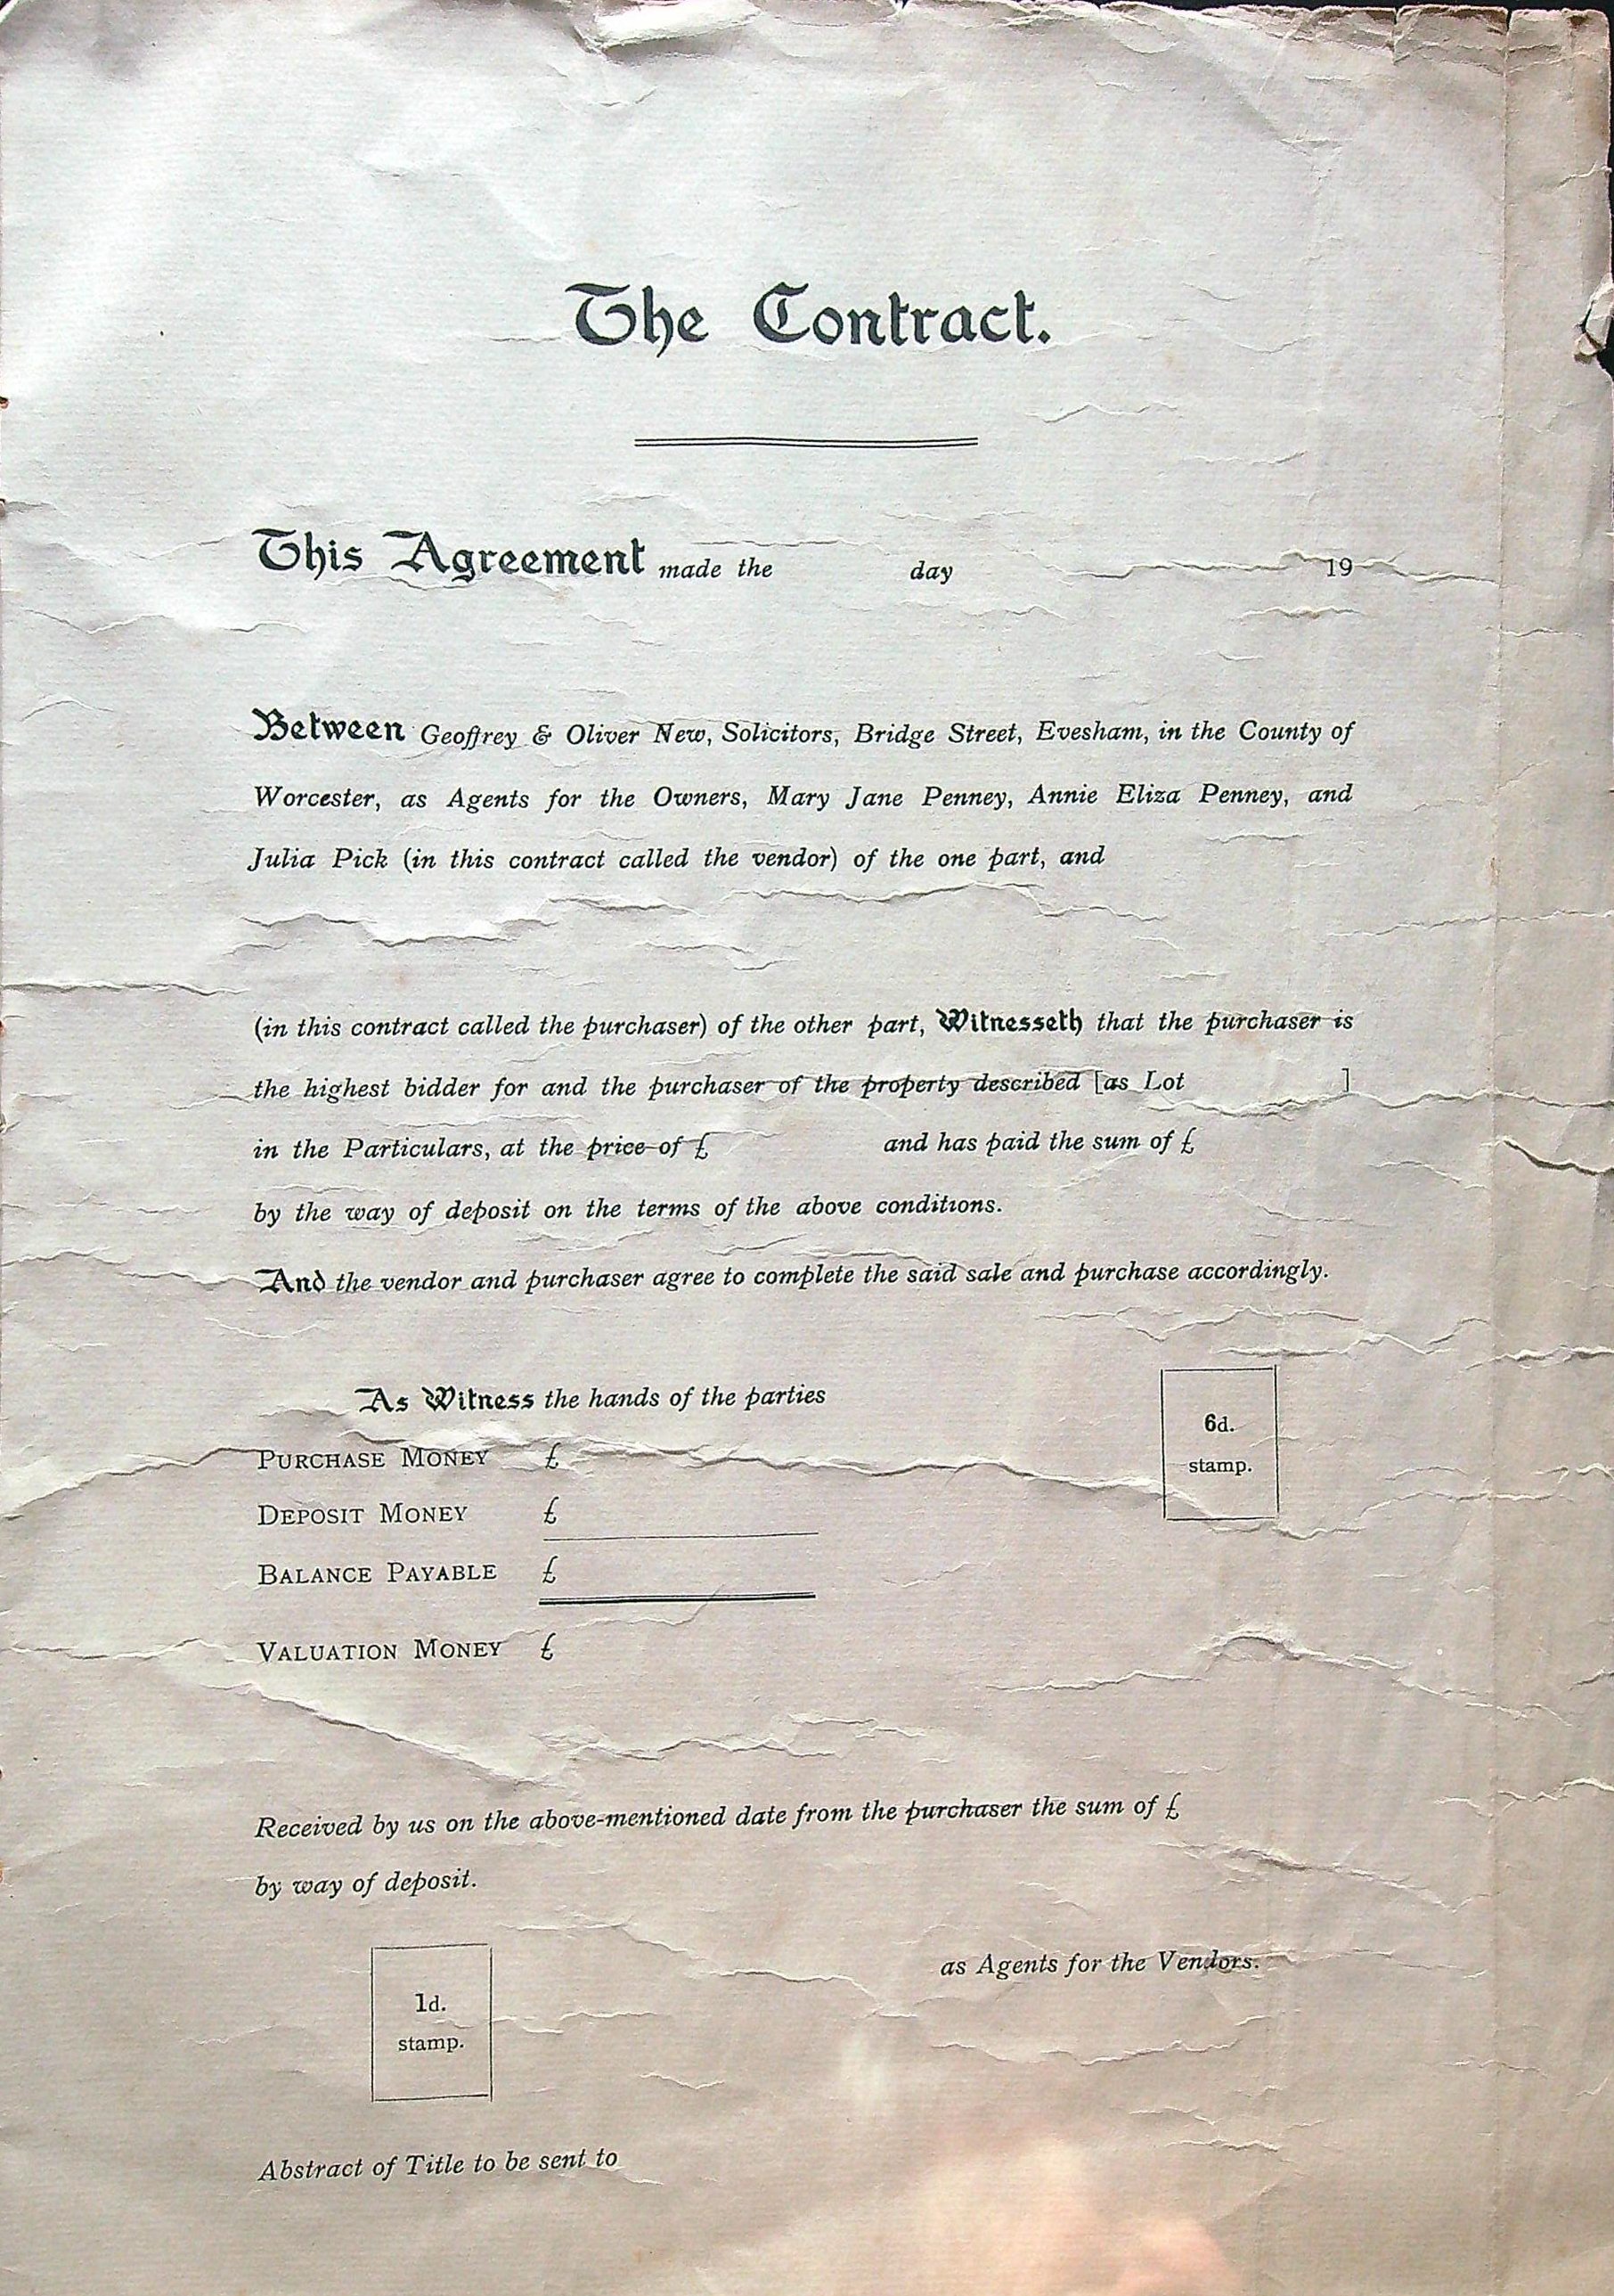 The Contract.
This Agreement made the day 19
Between Geoffrey & Oliver New, Solicitors, Bridge Street, Evesham, in the County of
Worcester, as Agents for the Owners, Mary Jane Penney, Annie Eliza Penney, and
Julia Pick (in this contract called the vendor) of the one part, and
(in this contract called the purchaser) of the other part, Witnesseth that the purchaser is
the highest bidder for and the purchaser of the property described [as Lot ]
in the Particulars, at the price of £ and has paid the sum of £
by the way of deposit on the terms of the above conditions.
And the vendor and purchaser agree to complete the said sale and purchase accordingly.
As Witness the hands of the parties
PURCHASE MONEY £
DEPOSIT MONEY £
BALANCE PAYABLE £
VALUATION MONEY £
6d.
stamp.
Received by us on the above-mentioned date from the purchaser the sum of £
by way of deposit.
as Agents for the Vendors.
1d.
stamp.
Abstract of Title to be sent to